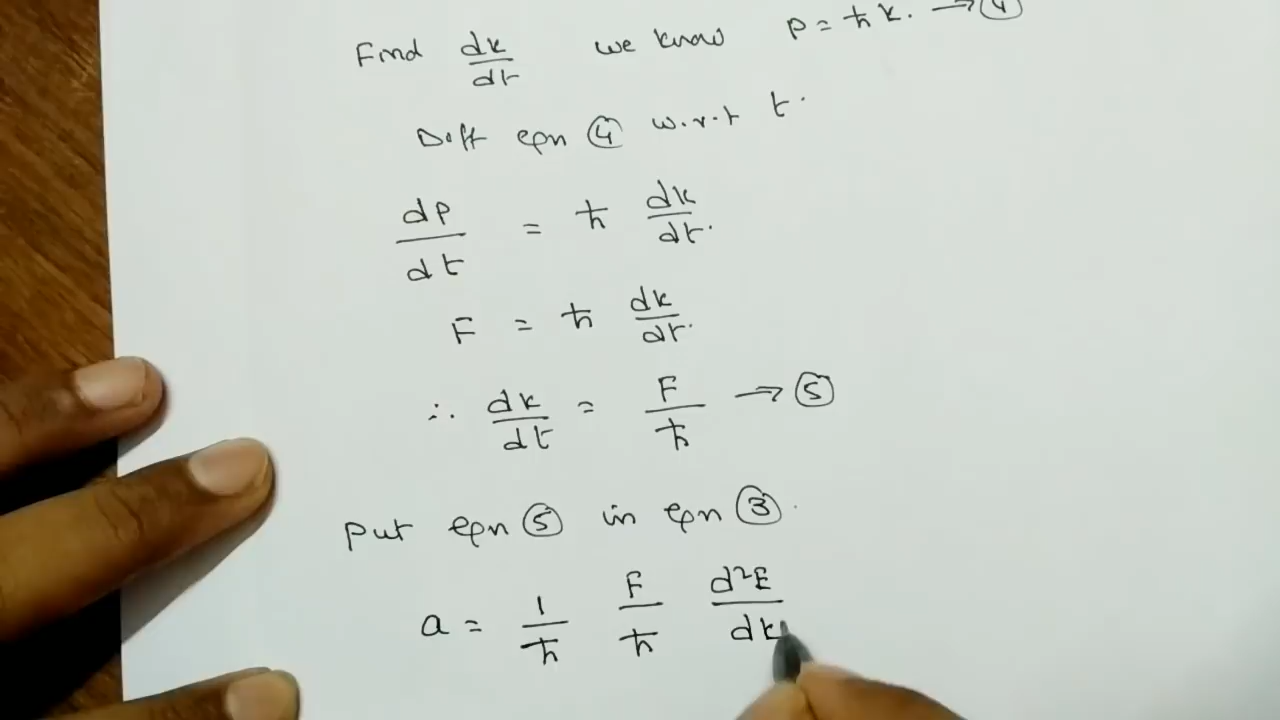 Find dk/dt we know p = ħk. → ④
Diff eqn ④ w.r.t t.
dP/dt = ħ dk/dt.
F = ħ dk/dt.
∴ dk/dt = F/ħ → ⑤
Put eqn ⑤ in eqn ③.
a = 1/ħ F/ħ d²E/dk